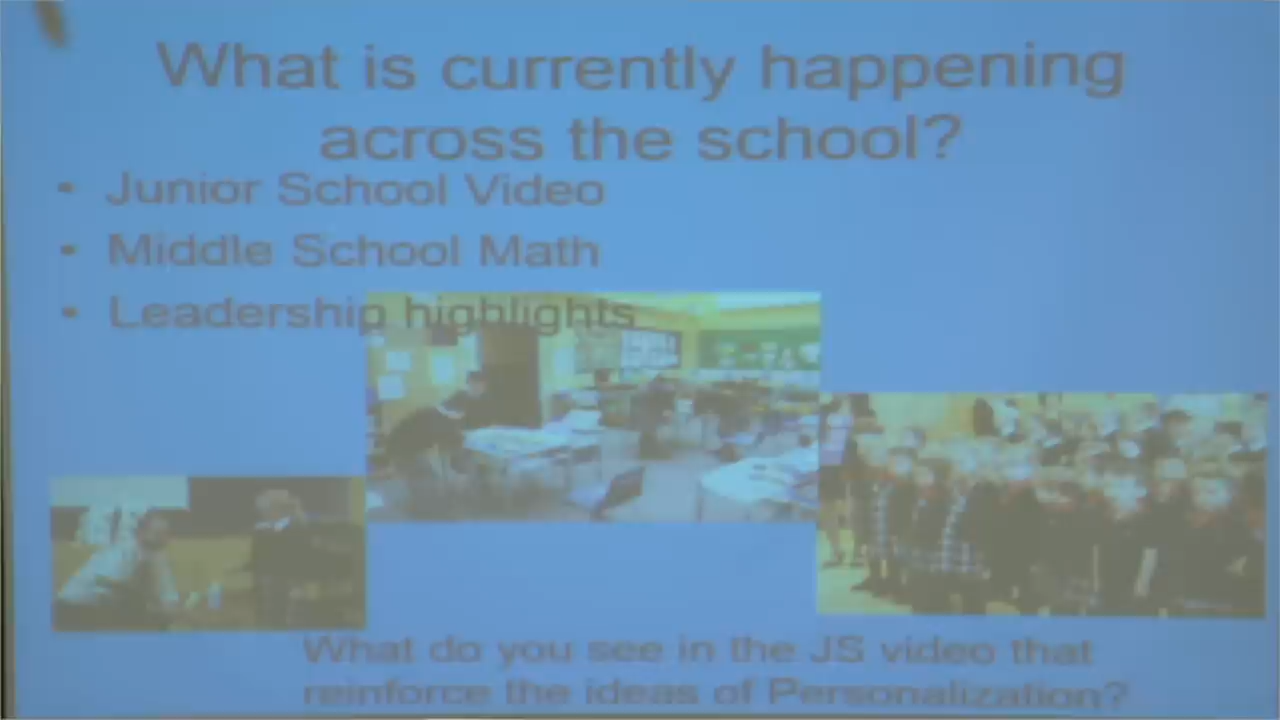 What is currently happening
across the school?
• Junior School Video
• Middle School Math
• Leadership highlights
What do you see in the JS video that
reinforce the ideas of Personalization?